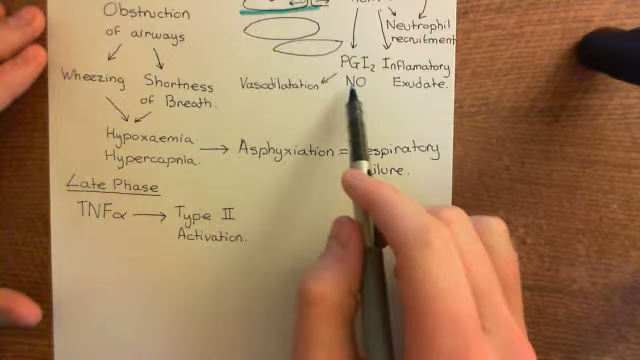 Obstruction
of airways
Neutrophil
recruitment
Wheezing Shortness
of Breath.
Vasodilatation
PGI2
NO
Inflamatory
Exudate.
Hypoxaemia
Hypercapnia.
Asphyxiation =
Late Phase
TNFα
Type II
Activation.